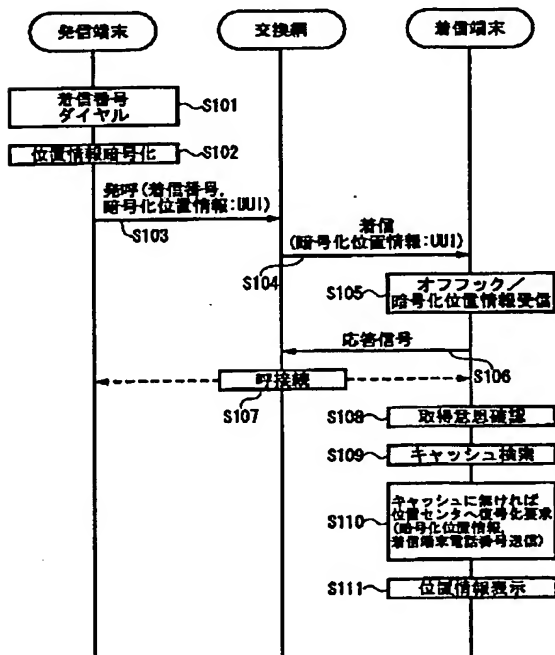 発信端末
交換網
着信端末
着信番号
ダイヤル
S101
位置情報暗号化
S102
発呼(着信番号,
暗号化位置情報:UUI)
S103
着信
(暗号化位置情報:UUI)
S104
S105
オフフック/
暗号化位置情報受信
応答信号
S106
呼接続
S107
S108
取得意思確認
S109
キャッシュ検索
S110
キャッシュに無ければ
位置センタへ復号化要求
(暗号化位置情報,
着信端末電話番号送信)
S111
位置情報表示